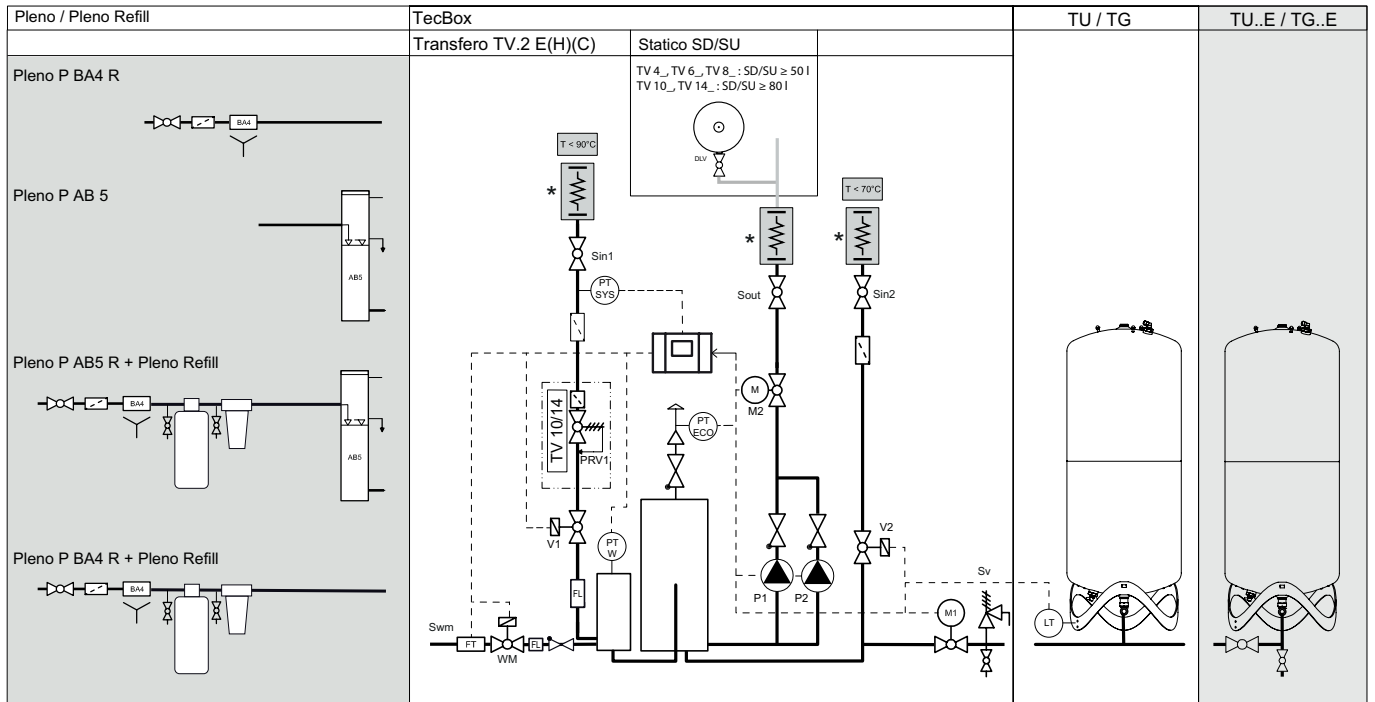 Pleno / Pleno Refill
TecBox
TU / TG
TU..E / TG..E
Transfero TV.2 E(H)(C)
Statico SD/SU
TV 4_, TV 6_, TV 8_ : SD/SU ≥ 50 l
TV 10_, TV 14_ : SD/SU ≥ 80 l
DLV
Pleno P BA4 R
BA4
Pleno P AB 5
AB5
Pleno P AB5 R + Pleno Refill
BA4
AB5
Pleno P BA4 R + Pleno Refill
BA4
T < 90°C
*
Sin1
PT
SYS
TV 10/14
PRV1
V1
PT
W
FL
Swm
FT
WM
FL
PT
ECO
*
Sout
M
M2
P1
P2
T < 70°C
*
Sin2
V2
M1
Sv
LT